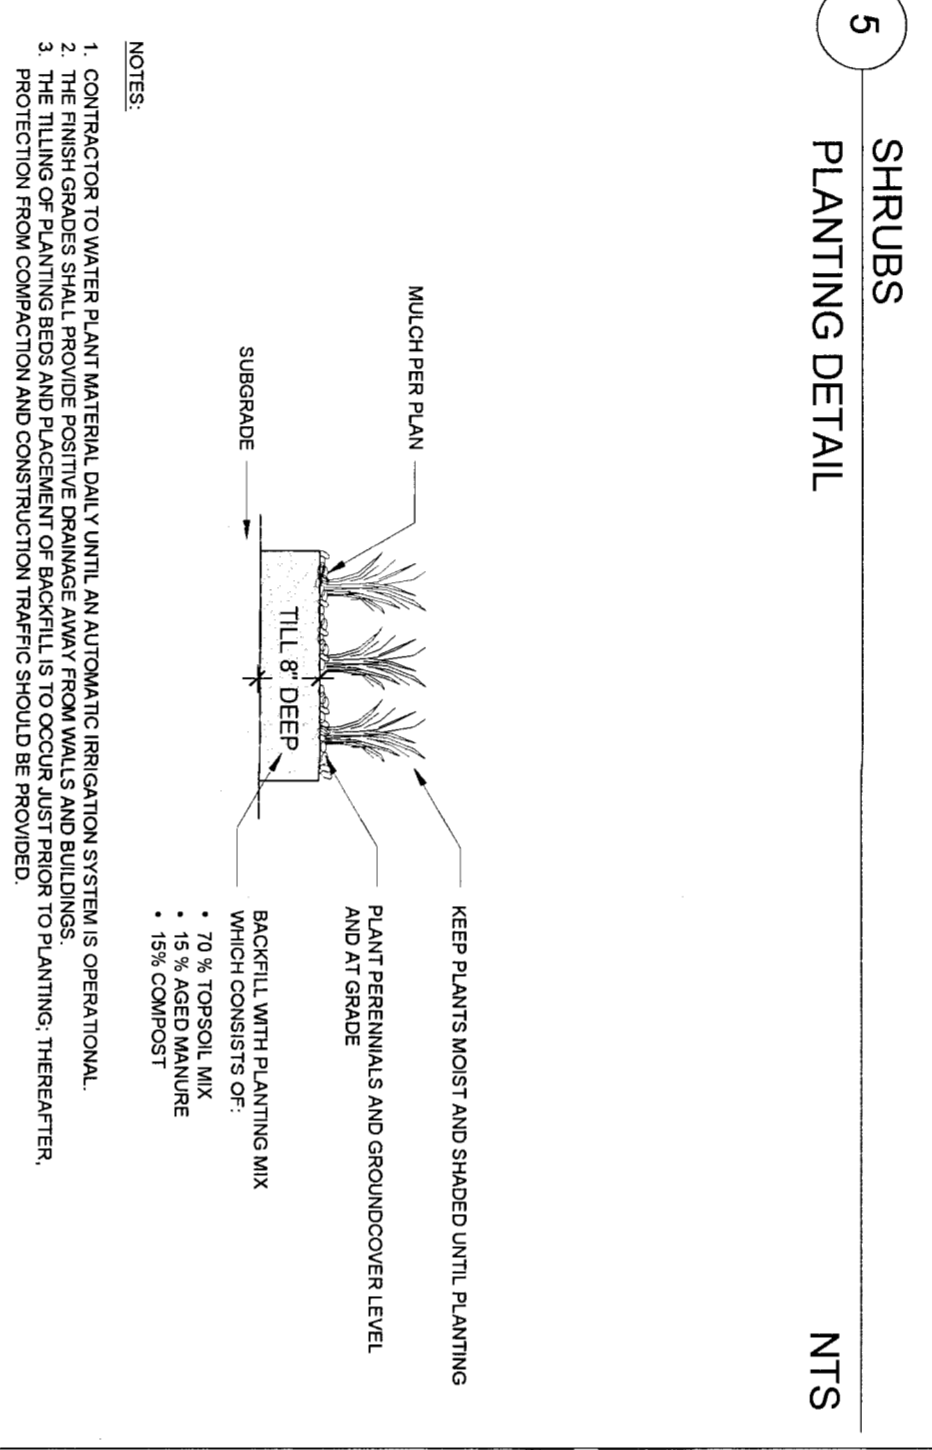 5
SHRUBS
PLANTING DETAIL
NTS
MULCH PER PLAN
SUBGRADE
TILL 8" DEEP
KEEP PLANTS MOIST AND SHADED UNTIL PLANTING
PLANT PERENNIALS AND GROUNDCOVER LEVEL
AND AT GRADE
BACKFILL WITH PLANTING MIX
WHICH CONSISTS OF:
• 70 % TOPSOIL MIX
• 15 % AGED MANURE
• 15% COMPOST
NOTES:
1. CONTRACTOR TO WATER PLANT MATERIAL DAILY UNTIL AN AUTOMATIC IRRIGATION SYSTEM IS OPERATIONAL.
2. THE FINISH GRADES SHALL PROVIDE POSITIVE DRAINAGE AWAY FROM WALLS AND BUILDINGS.
3. THE TILLING OF PLANTING BEDS AND PLACEMENT OF BACKFILL IS TO OCCUR JUST PRIOR TO PLANTING; THEREAFTER,
PROTECTION FROM COMPACTION AND CONSTRUCTION TRAFFIC SHOULD BE PROVIDED.